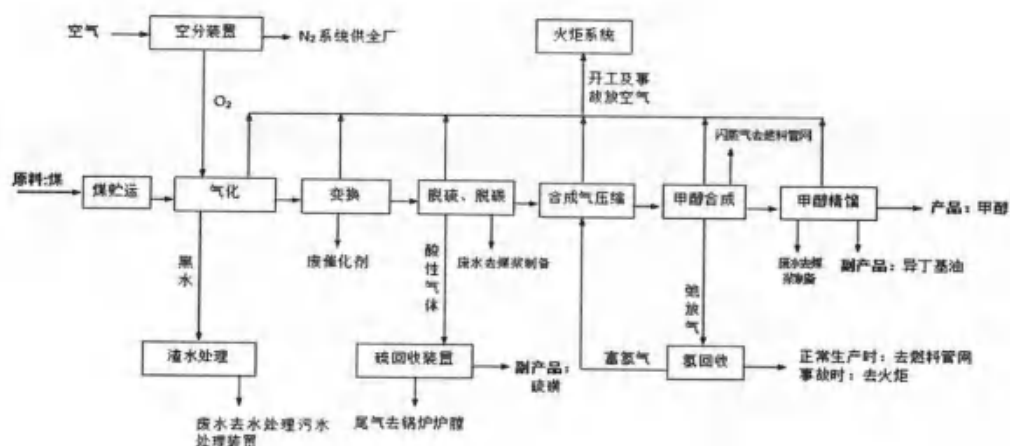 空气
空分装置
N₂系统供全厂
火炬系统
开工及事
故放空气
O₂
闪蒸气去燃料管网
原料:煤
煤贮运
气化
变换
脱硫、脱碳
合成气压缩
甲醇合成
甲醇精馏
产品：甲醇
黑水
废催化剂
酸性气体
废水去煤浆制备
废水去煤
浆制备
副产品：异丁基油
弛放气
渣水处理
硫回收装置
副产品：
硫磺
富氢气
氢回收
正常生产时：去燃料管网
事故时：去火炬
废水去水处理污水
处理装置
尾气去锅炉炉膛